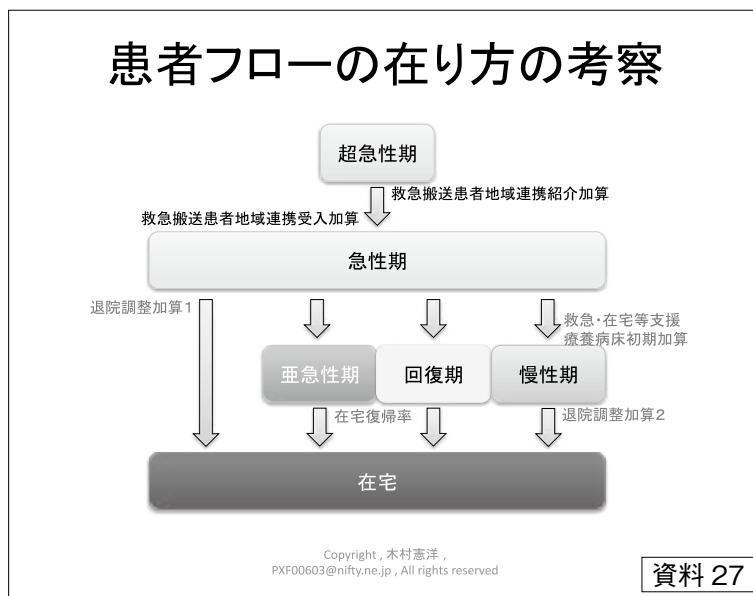 患者フローの在り方の考察
超急性期
救急搬送患者地域連携紹介加算
救急搬送患者地域連携受入加算
急性期
退院調整加算1
救急・在宅等支援
療養病床初期加算
亜急性期
回復期
慢性期
在宅復帰率
退院調整加算2
在宅
Copyright , 木村憲洋 ,
PXF00603@nifty.ne.jp , All rights reserved
資料 27